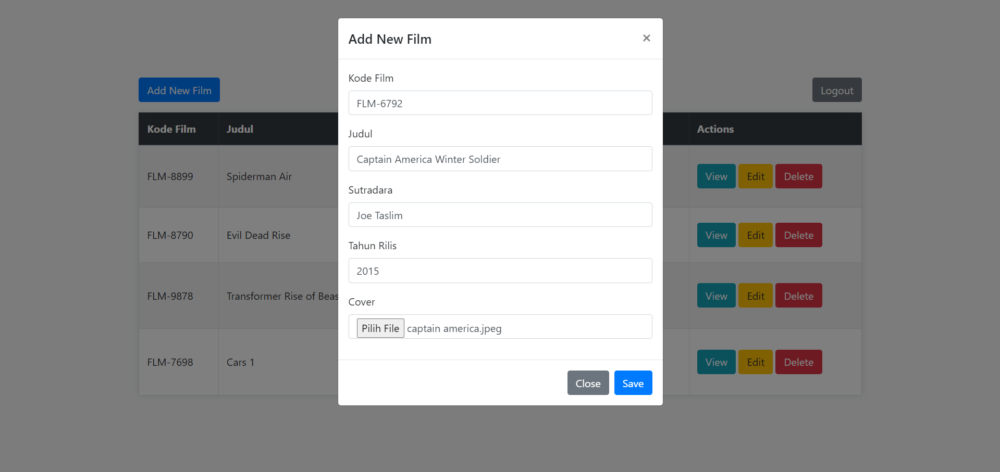 Add New Film
×
Kode Film
FLM-6792
Judul
Captain America Winter Soldier
Sutradara
Joe Taslim
Tahun Rilis
2015
Cover
Pilih File captain america.jpeg
Close Save
Add New Film Logout
Kode Film Judul Actions
FLM-8899 Spiderman Air View Edit Delete
FLM-8790 Evil Dead Rise View Edit Delete
FLM-9878 Transformer Rise of Beas View Edit Delete
FLM-7698 Cars 1 View Edit Delete